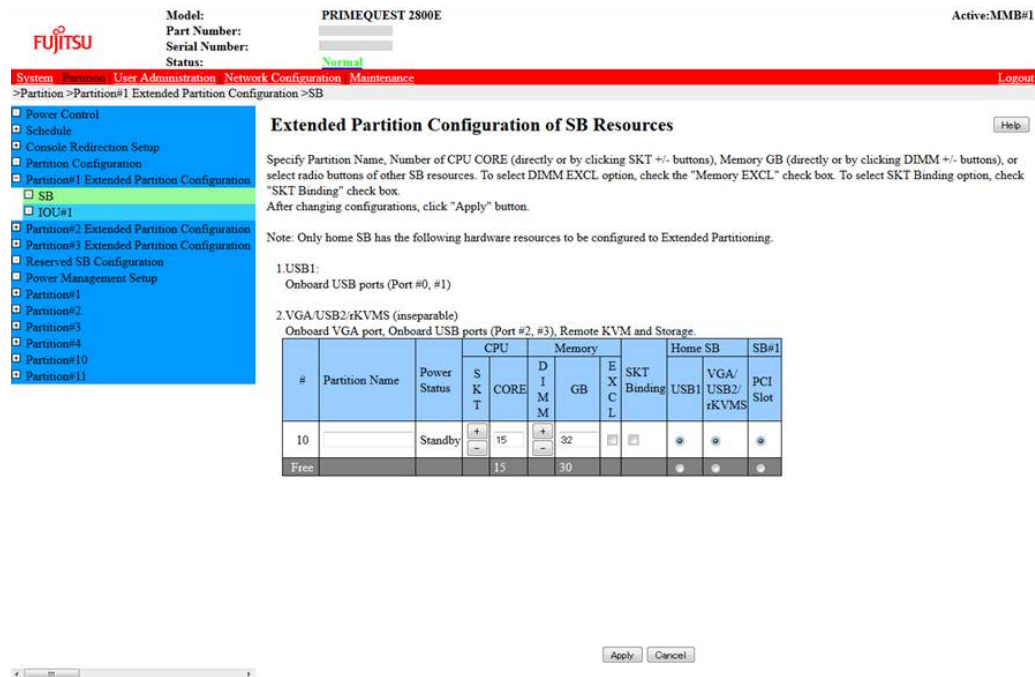 FUJITSU
Model: PRIMEQUEST 2800E Active:MMB#1
Part Number:
Serial Number:
Status: Normal
System Partition User Administration Network Configuration Maintenance Logout
>Partition >Partition#1 Extended Partition Configuration >SB
Power Control
Schedule
Console Redirection Setup
Partition Configuration
Partition#1 Extended Partition Configuration
SB
IOU#1
Partition#2 Extended Partition Configuration
Partition#3 Extended Partition Configuration
Reserved SB Configuration
Power Management Setup
Partition#1
Partition#2
Partition#3
Partition#4
Partition#10
Partition#11
Extended Partition Configuration of SB Resources Help
Specify Partition Name, Number of CPU CORE (directly or by clicking SKT +/- buttons), Memory GB (directly or by clicking DIMM +/- buttons), or
select radio buttons of other SB resources. To select DIMM EXCL option, check the "Memory EXCL" check box. To select SKT Binding option, check
"SKT Binding" check box.
After changing configurations, click "Apply" button.
Note: Only home SB has the following hardware resources to be configured to Extended Partitioning.
1.USB1:
Onboard USB ports (Port #0, #1)
2.VGA/USB2/rKVMS (inseparable)
Onboard VGA port, Onboard USB ports (Port #2, #3), Remote KVM and Storage.
# Partition Name Power Status CPU Memory SKT Binding Home SB SB#1
SKT CORE DIMM GB EXCL USB1 VGA/ USB2/ rKVMS PCI Slot
10 Standby + - 15 + - 32
Free 15 30
Apply Cancel